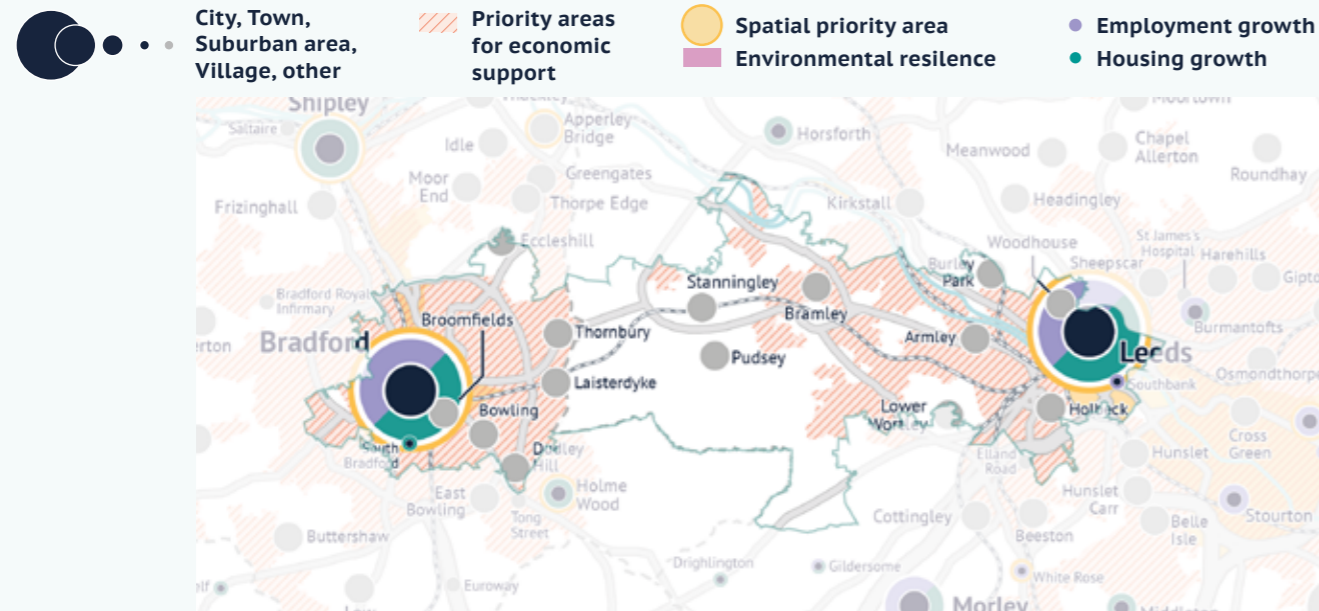 City, Town,
Suburban area,
Village, other
Priority areas
for economic
support
Spatial priority area
Environmental resilence
Employment growth
Housing growth
Shipley
Saltaire
Idle
Apperley
Bridge
Horsforth
Moortown
Meanwood
Chapel
Allerton
Roundhay
Moor
End
Greengates
Thorpe Edge
Frizinghall
Kirkstall
Headingley
Eccleshill
Woodhouse
St James's
Hospital
Harehills
Sheepscar
Burley
Park
Bradford Royal
Infirmary
Stanningley
Bramley
Broomfields
Bradford
Thornbury
Armley
Burmantofts
Leeds
Pudsey
Laisterdyke
Southbank
Osmondthorpe
Bowling
Lower
Wortley
Holbeck
South
Bradford
Dudley
Hill
Elland
Road
Hunslet
Cross
Green
East
Bowling
Holme
Wood
Tong
Street
Hunslet
Carr
Stourton
Cottingley
Buttershaw
Beeston
Belle
Isle
Drighlington
Gildersome
White Rose
Euroway
Morley